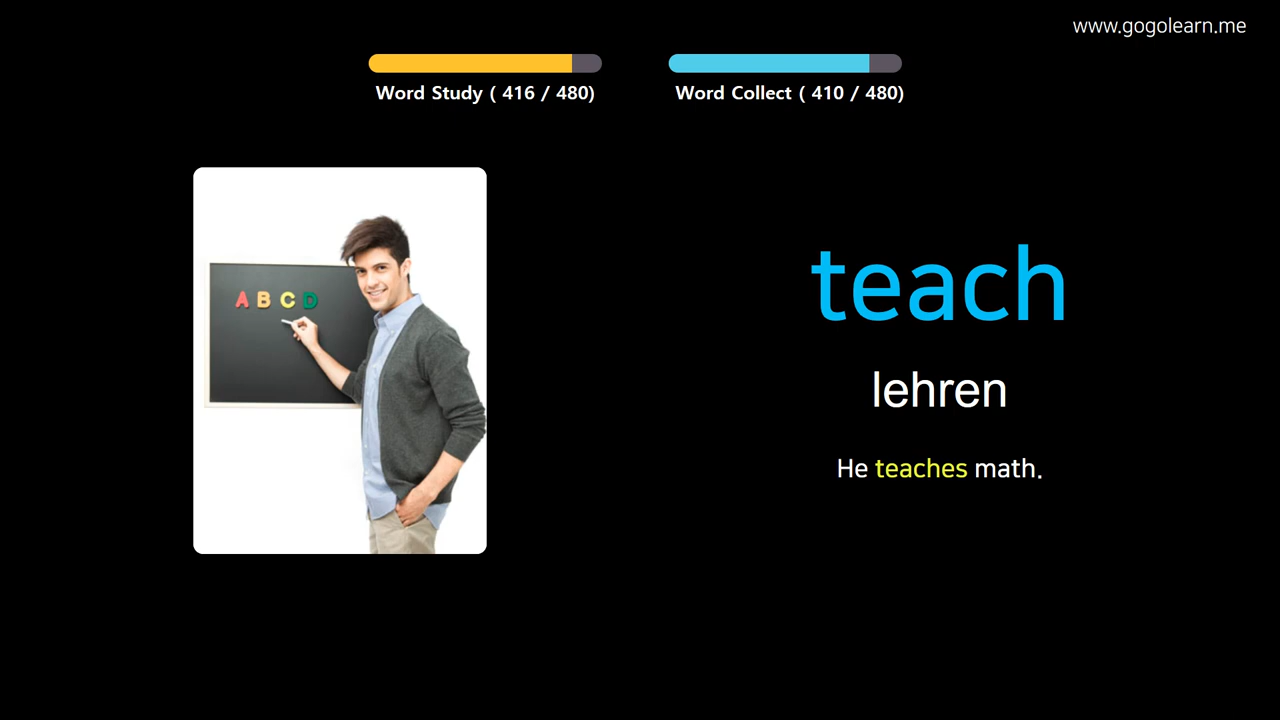 www.gogolearn.me
Word Study ( 416 / 480)
Word Collect ( 410 / 480)
A B C D
teach
lehren
He teaches math.